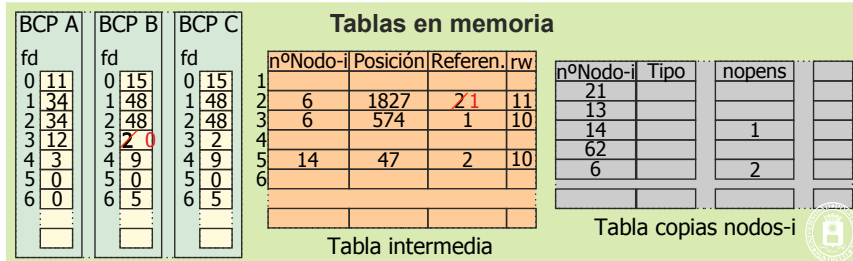 Tablas en memoria
BCP A BCP B BCP C
fd fd fd
0 11 0 15 0 15
1 34 1 48 1 48
2 34 2 48 2 48
3 12 3 2 0 3 2
4 3 4 9 4 9
5 0 5 0 5 0
6 0 6 5 6 5
nºNodo-i Posición Referen. rw
1
2 6 1827 2 1 11
3 6 574 1 10
4
5 14 47 2 10
6
Tabla intermedia
nºNodo-i Tipo nopens
21
13
14 1
62
6 2
Tabla copias nodos-i